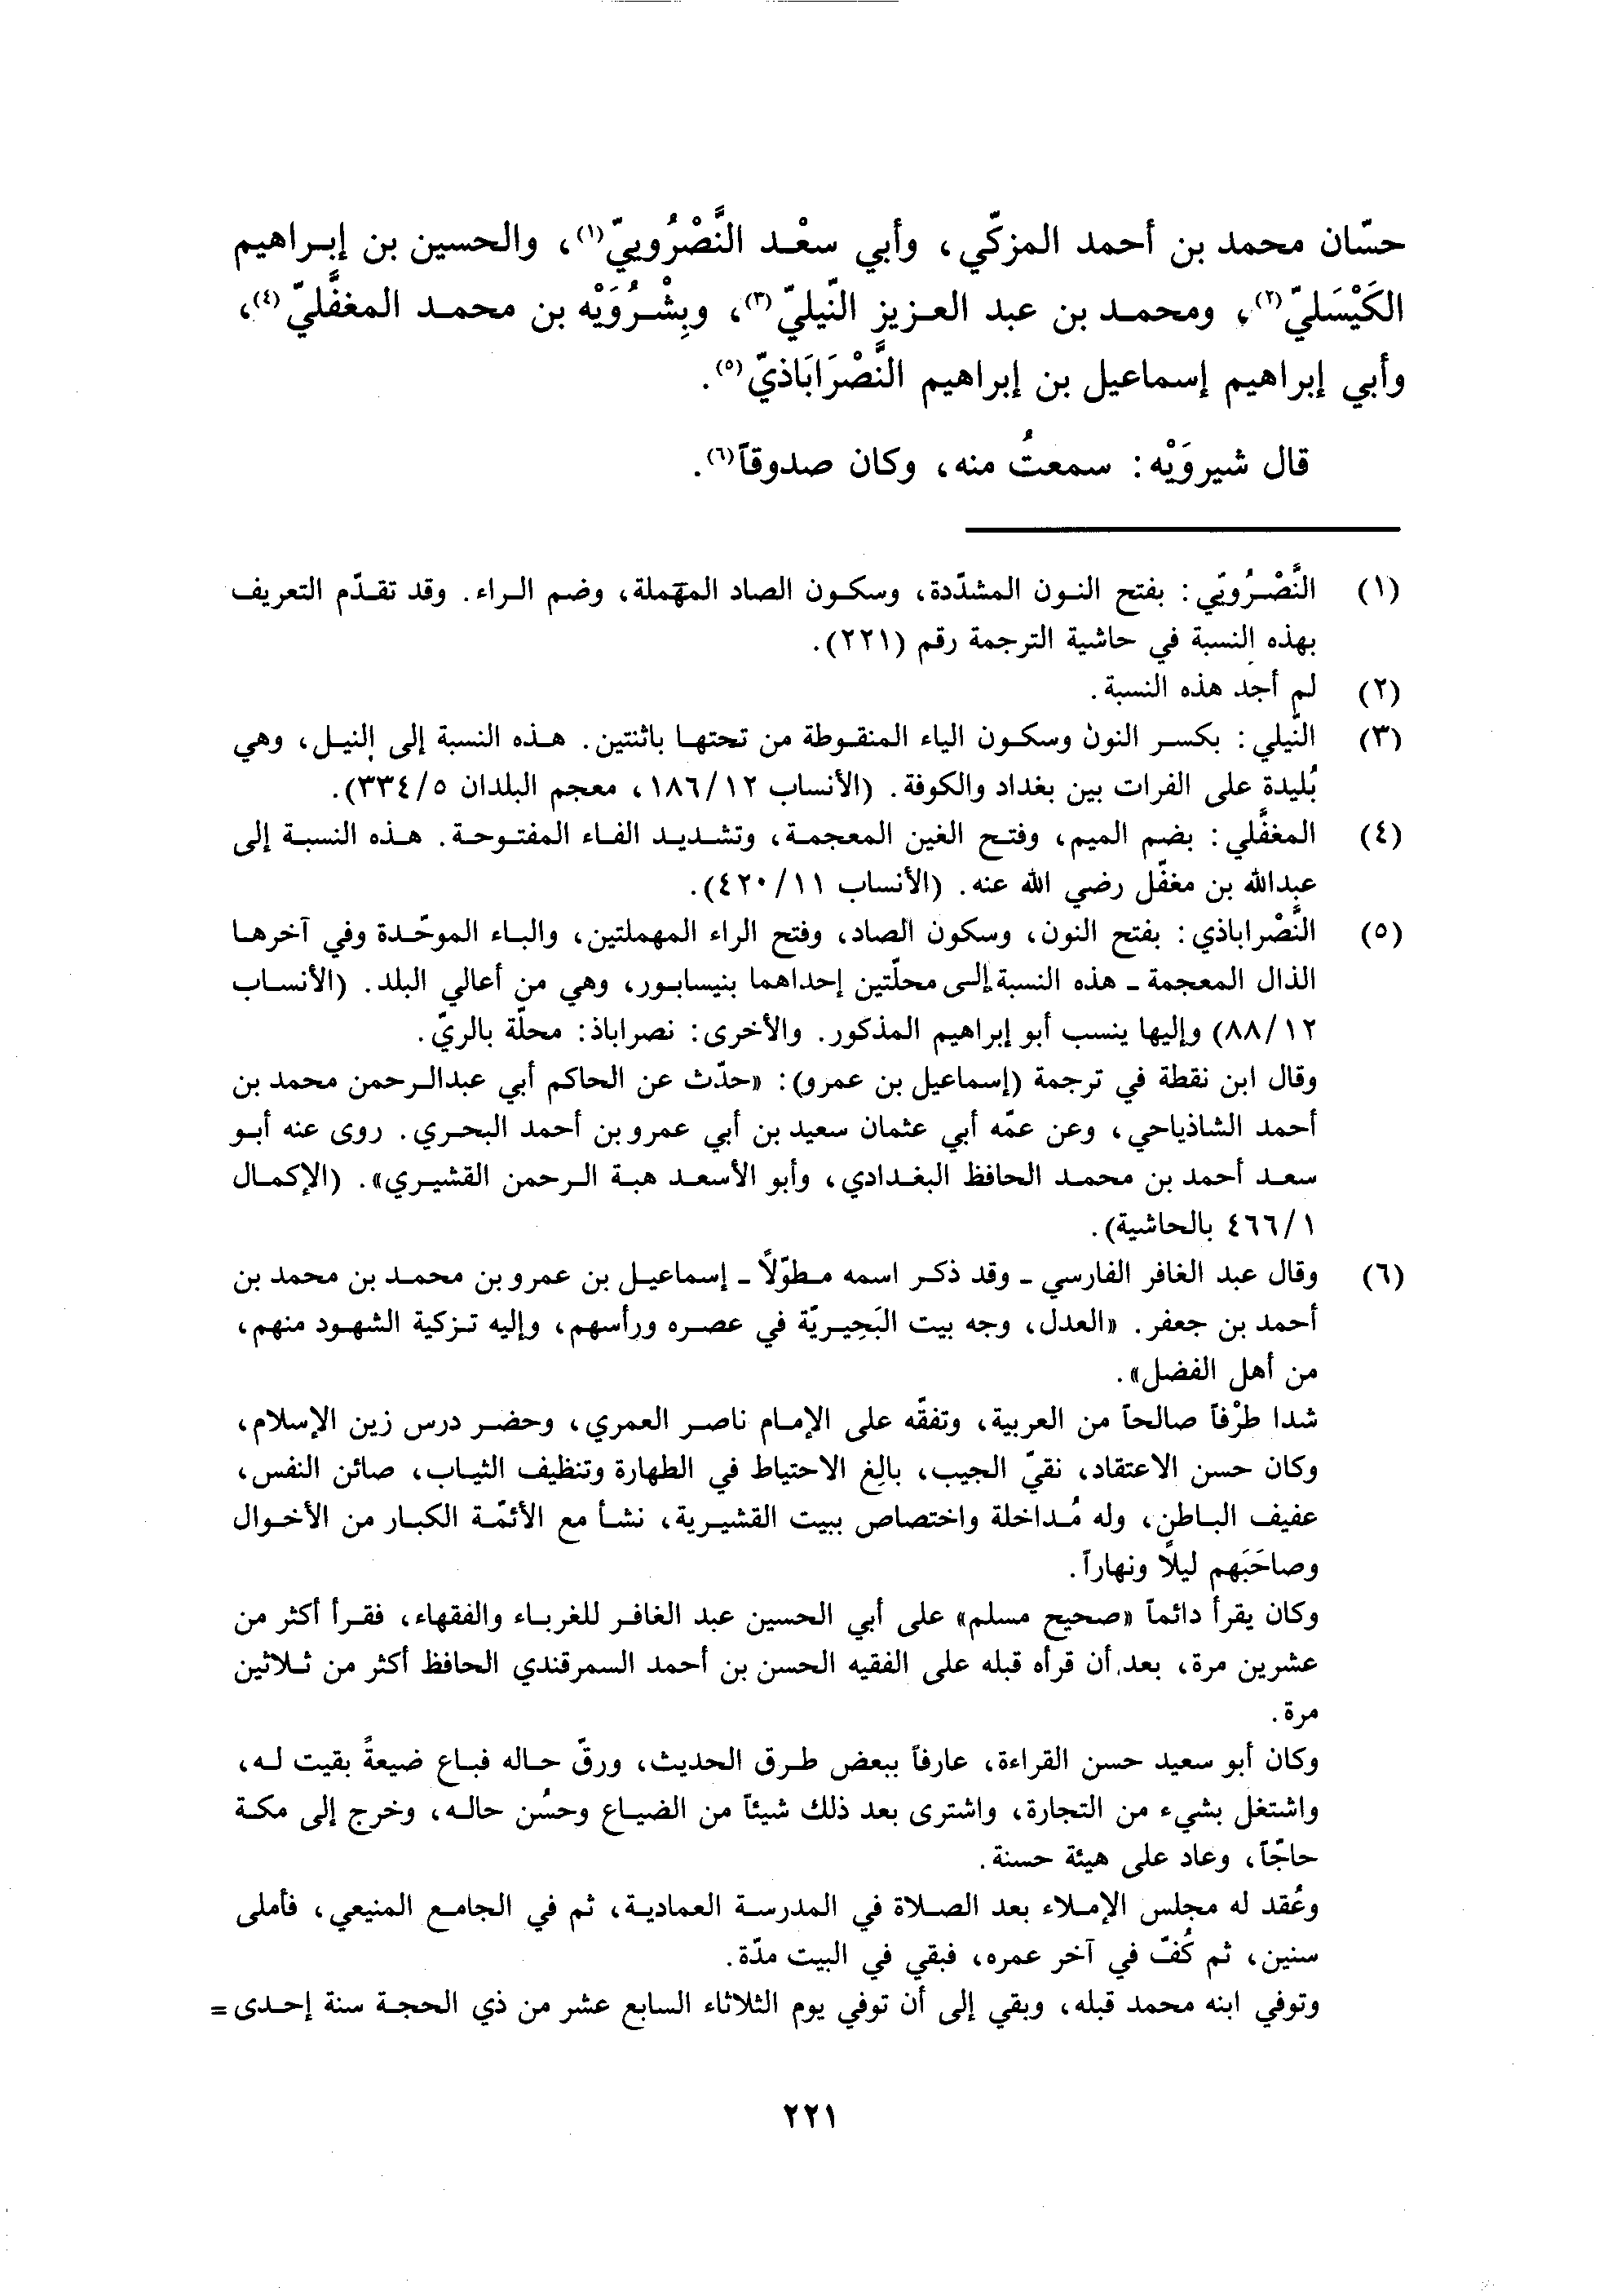 حسّان محمد بن أحمد المزكّي، وأبي سعْد النَّصْرُوييّ(١)، والحسين بن إبراهيم
الكَيْسَليّ(٢)، ومحمد بن عبد العزيز النّيليّ(٣)، وبِشْرُوَيْه بن محمد المغفَّليّ(٤)،
وأبي إبراهيم إسماعيل بن إبراهيم النَّصْرَابَاذيّ(٥).
قال شيروَيْه: سمعتُ منه، وكان صدوقاً(٦).
(١) النَّصْرُويّي: بفتح النون المشدّدة، وسكون الصاد المهملة، وضم الراء. وقد تقدّم التعريف
بهذه النسبة في حاشية الترجمة رقم (٢٢١).
(٢) لم أجد هذه النسبة.
(٣) النّيلي: بكسر النون وسكون الياء المنقوطة من تحتها باثنتين. هذه النسبة إلى النيل، وهي
بُليدة على الفرات بين بغداد والكوفة. (الأنساب ١٨٦/١٢، معجم البلدان ٣٣٤/٥).
(٤) المغفَّلي: بضم الميم، وفتح الغين المعجمة، وتشديد الفاء المفتوحة. هذه النسبة إلى
عبدالله بن مغفّل رضي الله عنه. (الأنساب ٤٢٠/١١).
(٥) النَّصْراباذي: بفتح النون، وسكون الصاد، وفتح الراء المهملتين، والباء الموحّدة وفي آخرها
الذال المعجمة ـ هذه النسبة إلى محلّتين إحداهما بنيسابور، وهي من أعالي البلد. (الأنساب
٨٨/١٢) وإليها ينسب أبو إبراهيم المذكور. والأخرى: نصراباذ: محلّة بالريّ.
وقال ابن نقطة في ترجمة (إسماعيل بن عمرو): «حدّث عن الحاكم أبي عبدالرحمن محمد بن
أحمد الشاذياحي، وعن عمّه أبي عثمان سعيد بن أبي عمرو بن أحمد البحري. روى عنه أبو
سعد أحمد بن محمد الحافظ البغدادي، وأبو الأسعد هبة الرحمن القشيري». (الإكمال
٤٦٦/١ بالحاشية).
(٦) وقال عبد الغافر الفارسي ـ وقد ذكر اسمه مطوّلاً ـ إسماعيل بن عمرو بن محمد بن محمد بن
أحمد بن جعفر. «العدل، وجه بيت البَحِيريّة في عصره ورأسهم، وإليه تزكية الشهود منهم،
من أهل الفضل».
شدا طرْفاً صالحاً من العربية، وتفقّه على الإمام ناصر العمري، وحضر درس زين الإسلام،
وكان حسن الاعتقاد، نقيّ الجيب، بالِغ الاحتياط في الطهارة وتنظيف الثياب، صائن النفس،
عفيف الباطن، وله مُداخلة واختصاص ببيت القشيرية، نشأ مع الأئمّة الكبار من الأخوال
وصاحَبَهم ليلاً ونهاراً.
وكان يقرأ دائماً «صحيح مسلم» على أبي الحسين عبد الغافر للغرباء والفقهاء، فقرأ أكثر من
عشرين مرة، بعد أن قرأه قبله على الفقيه الحسن بن أحمد السمرقندي الحافظ أكثر من ثلاثين
مرة.
وكان أبو سعيد حسن القراءة، عارفاً ببعض طرق الحديث، ورقّ حاله فباع ضيعةً بقيت له،
واشتغل بشيء من التجارة، واشترى بعد ذلك شيئاً من الضياع وحسُن حاله، وخرج إلى مكة
حاجّاً، وعاد على هيئة حسنة.
وعُقد له مجلس الإملاء بعد الصلاة في المدرسة العمادية، ثم في الجامع المنيعي، فأملى
سنين، ثم كُفّ في آخر عمره، فبقي في البيت مدّة.
وتوفي ابنه محمد قبله، وبقي إلى أن توفي يوم الثلاثاء السابع عشر من ذي الحجة سنة إحدى =
٢٢١